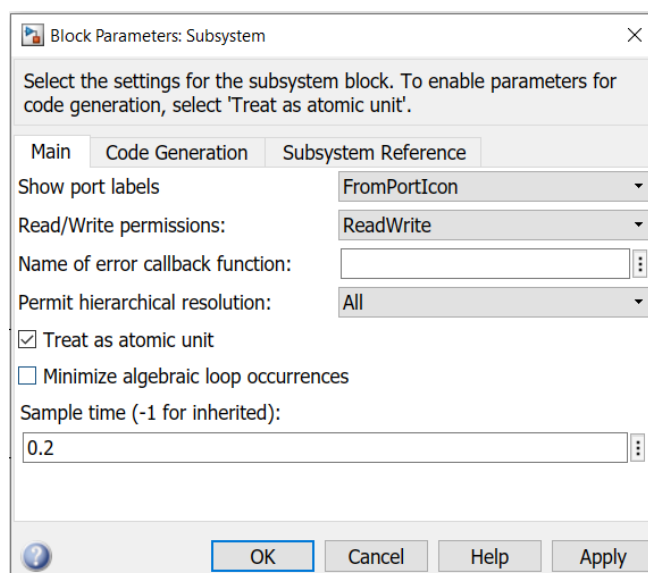 Block Parameters: Subsystem
Select the settings for the subsystem block. To enable parameters for
code generation, select 'Treat as atomic unit'.
Main Code Generation Subsystem Reference
Show port labels FromPortIcon
Read/Write permissions: ReadWrite
Name of error callback function:
Permit hierarchical resolution: All
Treat as atomic unit
Minimize algebraic loop occurrences
Sample time (-1 for inherited):
0.2
OK Cancel Help Apply